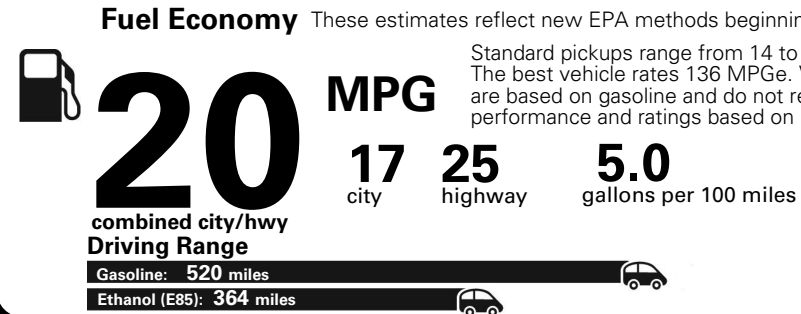 Fuel Economy These estimates reflect new EPA methods beginnin
Standard pickups range from 14 to
The best vehicle rates 136 MPGe. V
are based on gasoline and do not re
performance and ratings based on
20 MPG
17 25 5.0
city highway gallons per 100 miles
combined city/hwy
Driving Range
Gasoline: 520 miles
Ethanol (E85): 364 miles